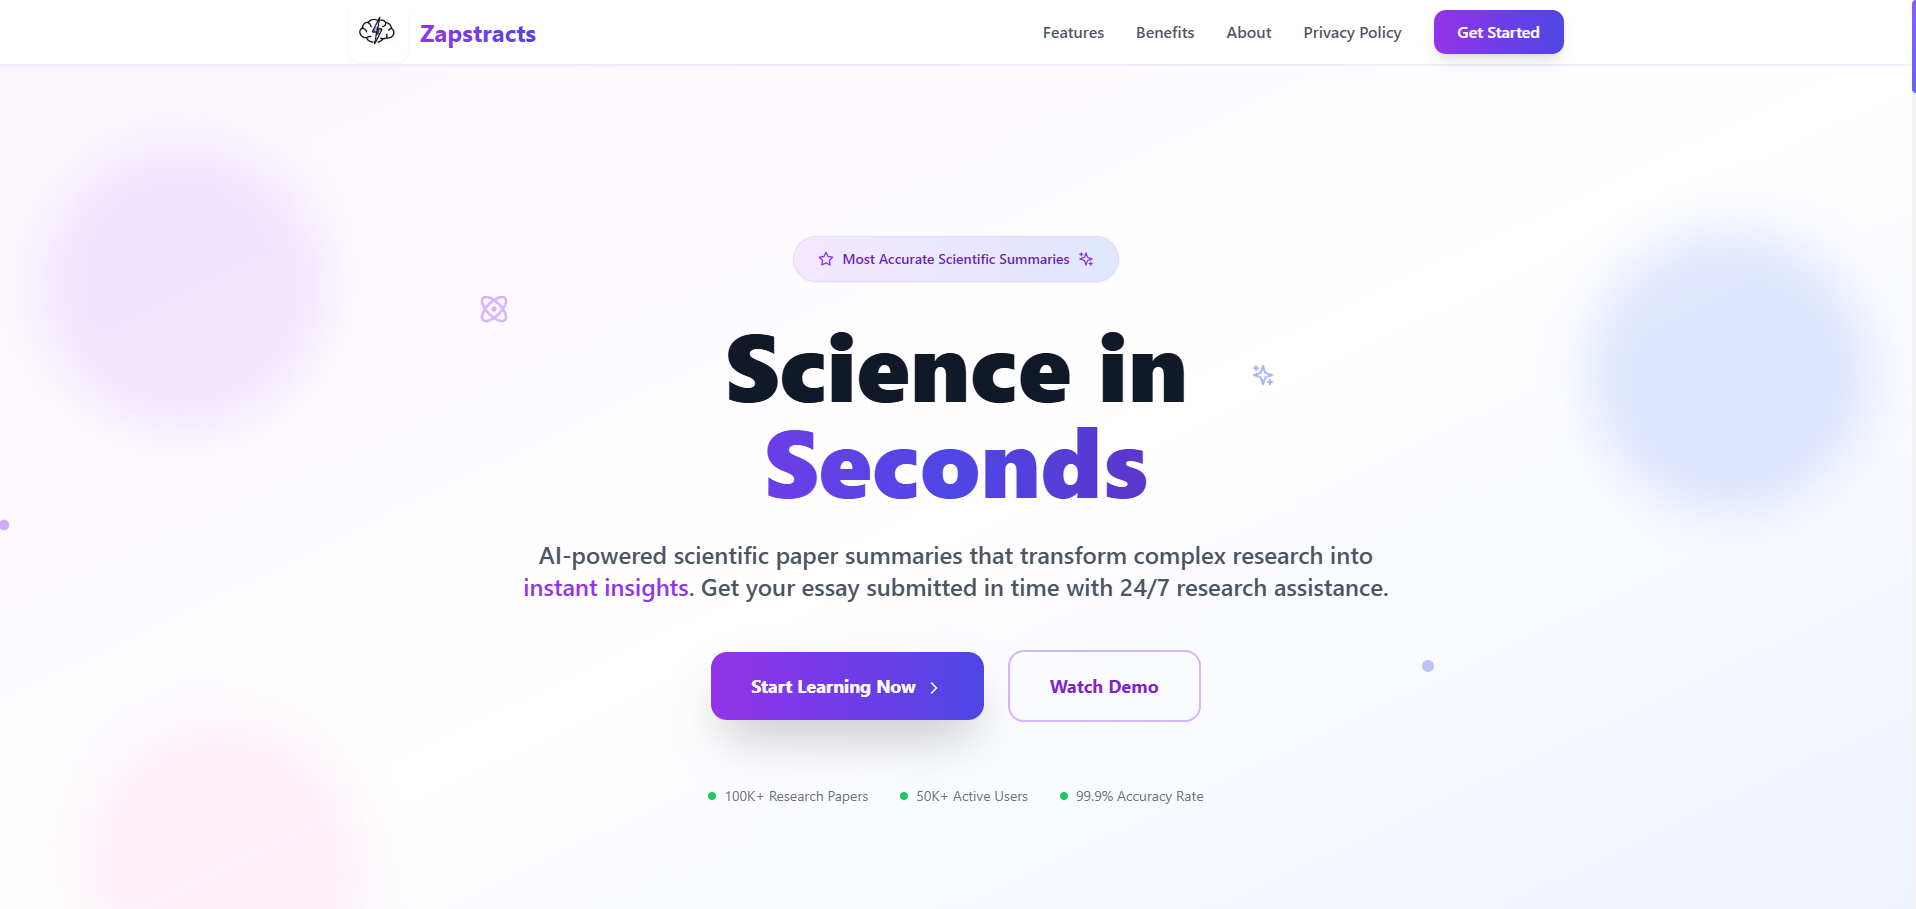 Zapstracts
Features
Benefits
About
Privacy Policy
Get Started
Most Accurate Scientific Summaries
Science in
Seconds
AI-powered scientific paper summaries that transform complex research into
instant insights. Get your essay submitted in time with 24/7 research assistance.
Start Learning Now
Watch Demo
100K+ Research Papers
50K+ Active Users
99.9% Accuracy Rate